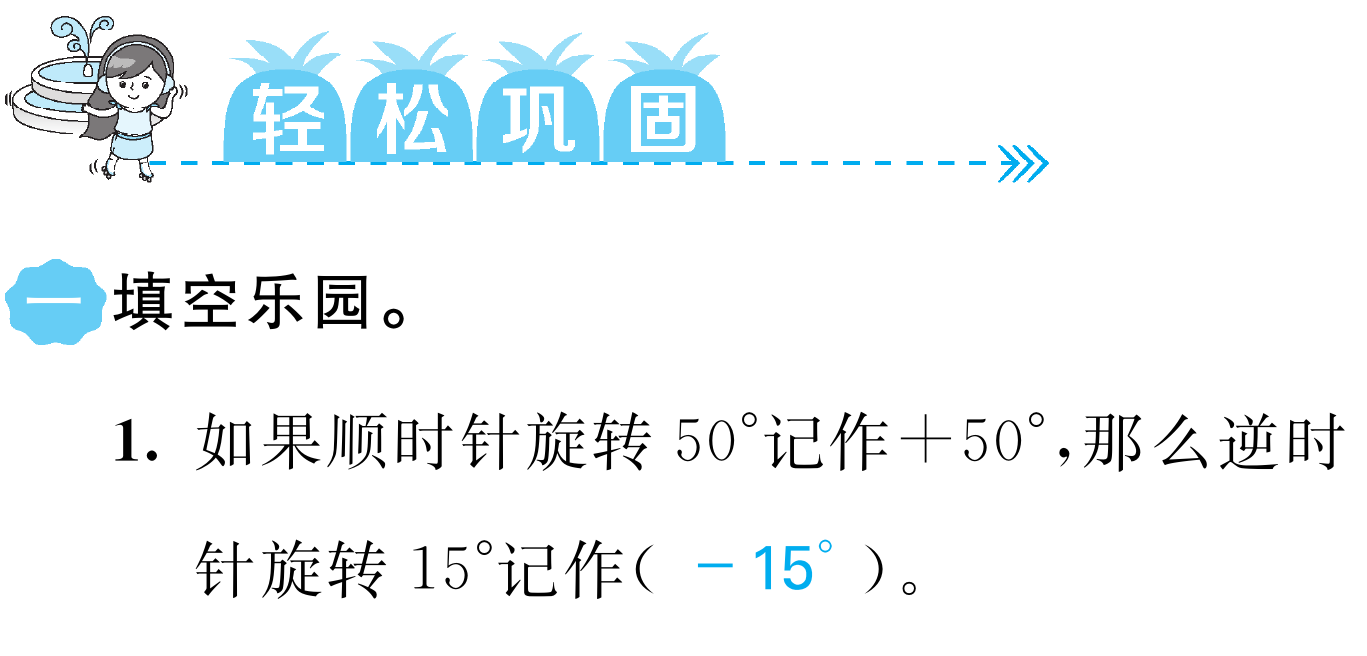 轻松巩固
一 填空乐园。
1. 如果顺时针旋转 50°记作+50°,那么逆时
针旋转 15°记作( -15° )。